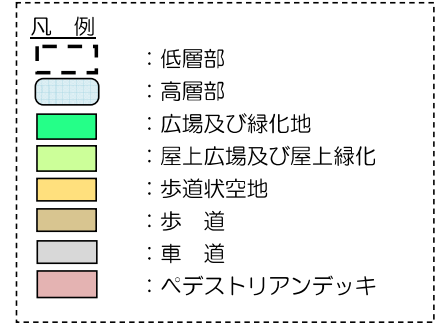 凡　例
：低層部
：高層部
：広場及び緑化地
：屋上広場及び屋上緑化
：歩道状空地
：歩　道
：車　道
：ペデストリアンデッキ